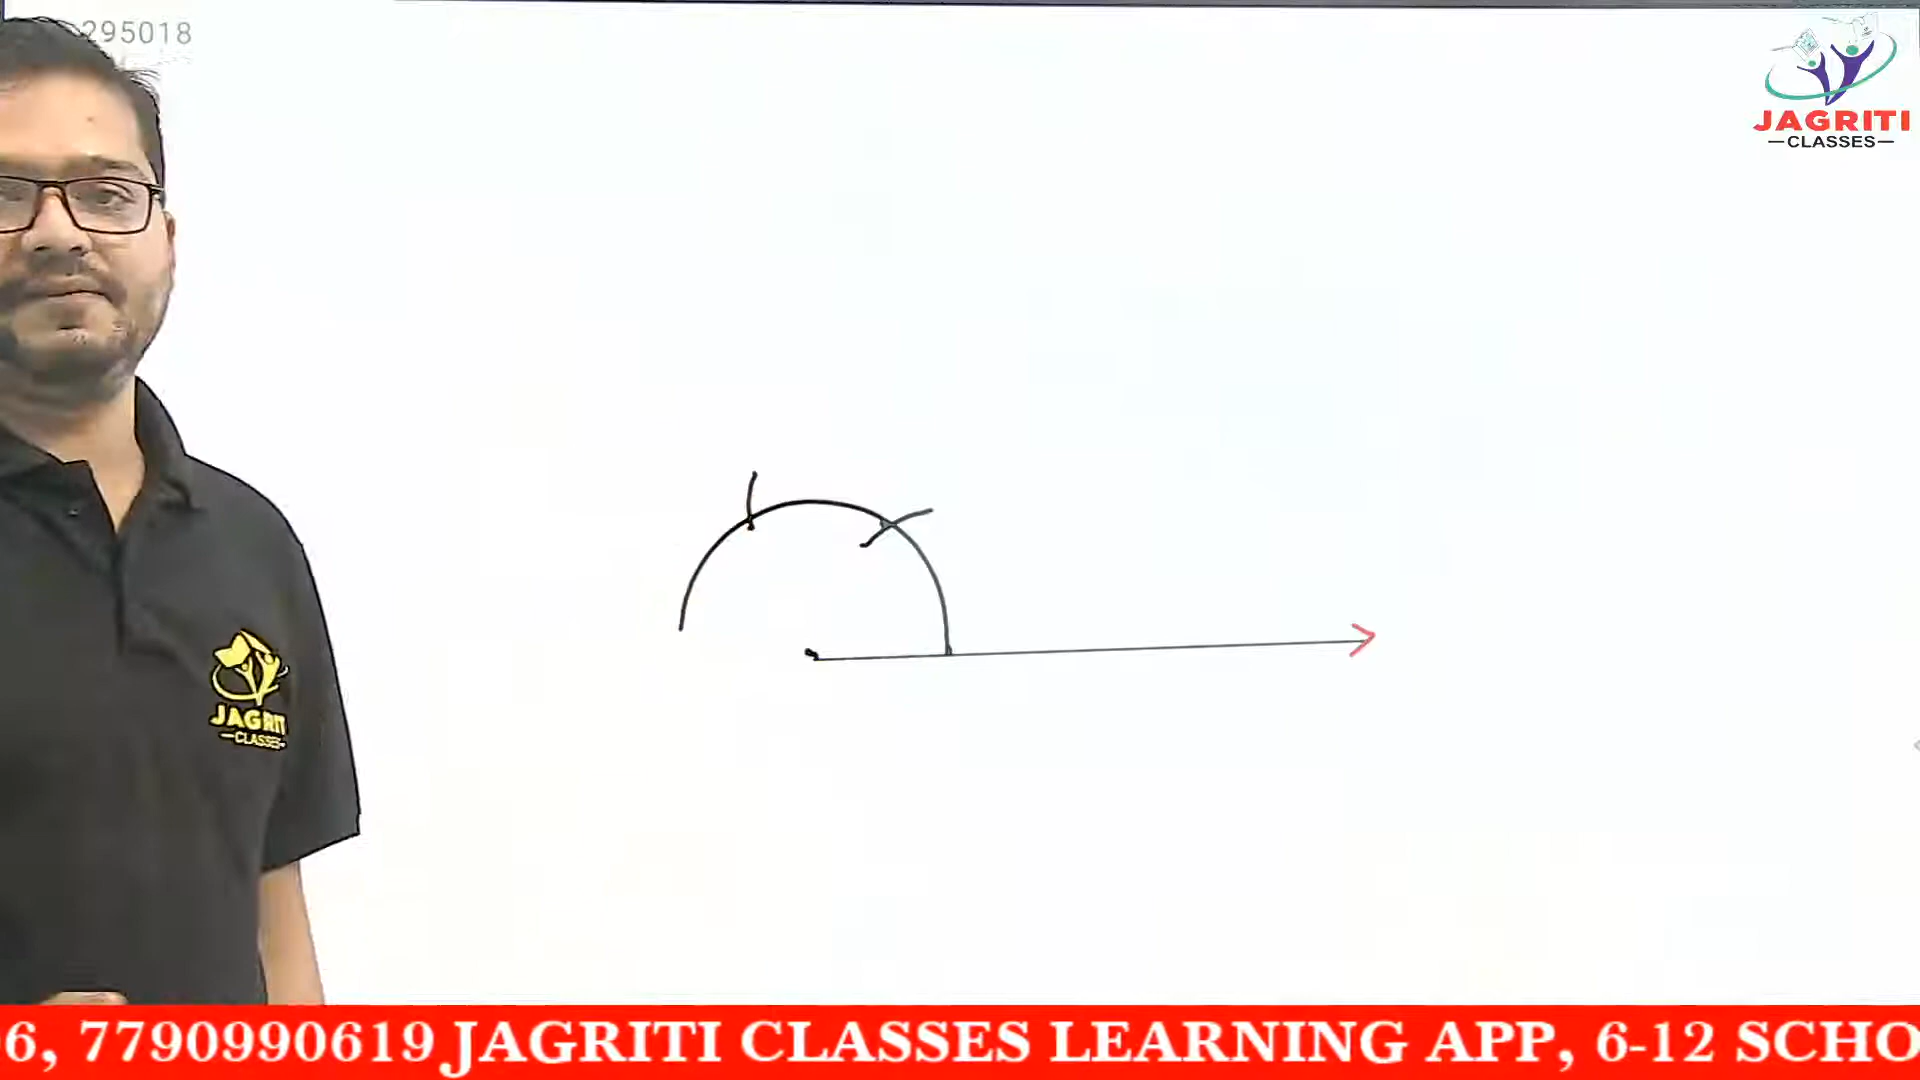 295018
JAGRITI
—CLASSES—
JAGRITI
—CLASSES—
6, 7790990619 JAGRITI CLASSES LEARNING APP, 6-12 SCHO